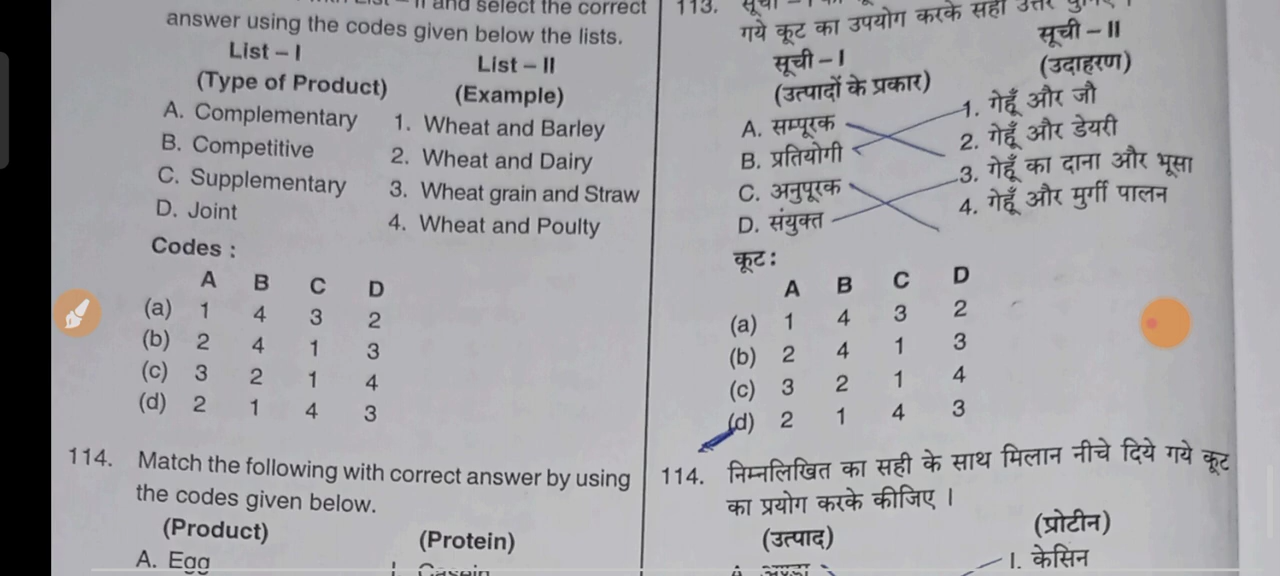 and select the correct
answer using the codes given below the lists.
List – I
List – II
(Type of Product)
(Example)
A. Complementary
1. Wheat and Barley
B. Competitive
2. Wheat and Dairy
C. Supplementary
3. Wheat grain and Straw
D. Joint
4. Wheat and Poulty
Codes :
A B C D
(a) 1 4 3 2
(b) 2 4 1 3
(c) 3 2 1 4
(d) 2 1 4 3
114. Match the following with correct answer by using
the codes given below.
(Product)
(Protein)
A. Egg
Casein
113.
गये कूट का उपयोग करके सही उत्तर
सूची – I
सूची – II
(उत्पादों के प्रकार)
(उदाहरण)
A. सम्पूरक
1. गेहूँ और जौ
B. प्रतियोगी
2. गेहूँ और डेयरी
C. अनुपूरक
3. गेहूँ का दाना और भूसा
D. संयुक्त
4. गेहूँ और मुर्गी पालन
कूट :
A B C D
(a) 1 4 3 2
(b) 2 4 1 3
(c) 3 2 1 4
(d) 2 1 4 3
114. निम्नलिखित का सही के साथ मिलान नीचे दिये गये कूट
का प्रयोग करके कीजिए ।
(उत्पाद)
(प्रोटीन)
I. केसिन